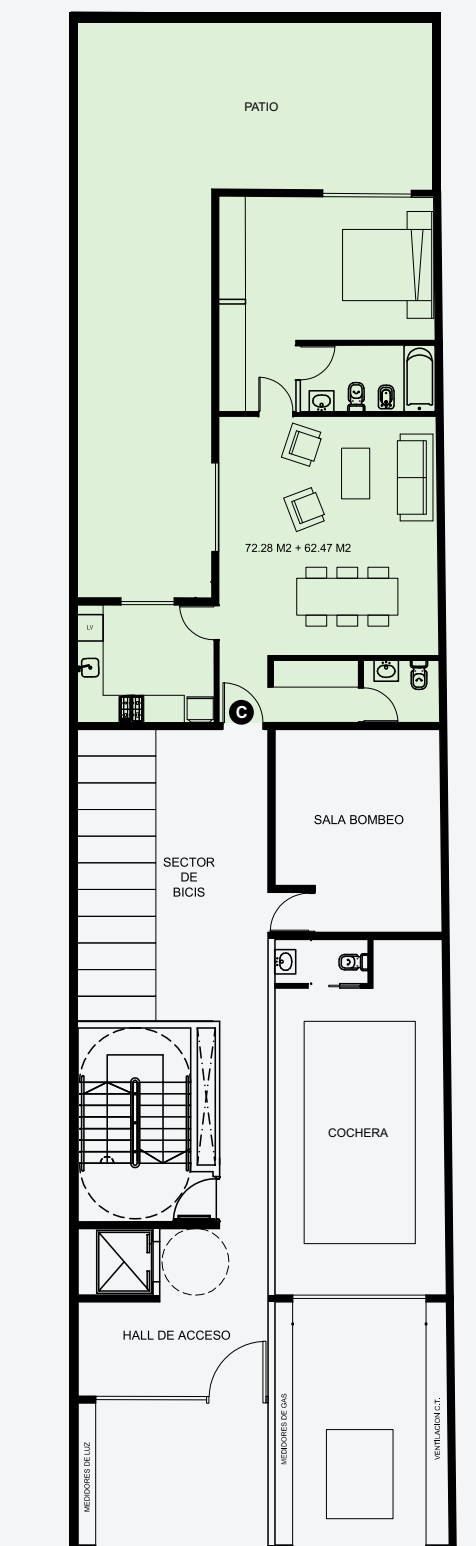 PATIO
72.28 M2 + 62.47 M2
LV
C
SALA BOMBEO
SECTOR
DE
BICIS
COCHERA
HALL DE ACCESO
MEDIDORES DE LUZ
MEDIDORES DE GAS
VENTILACION C.T.